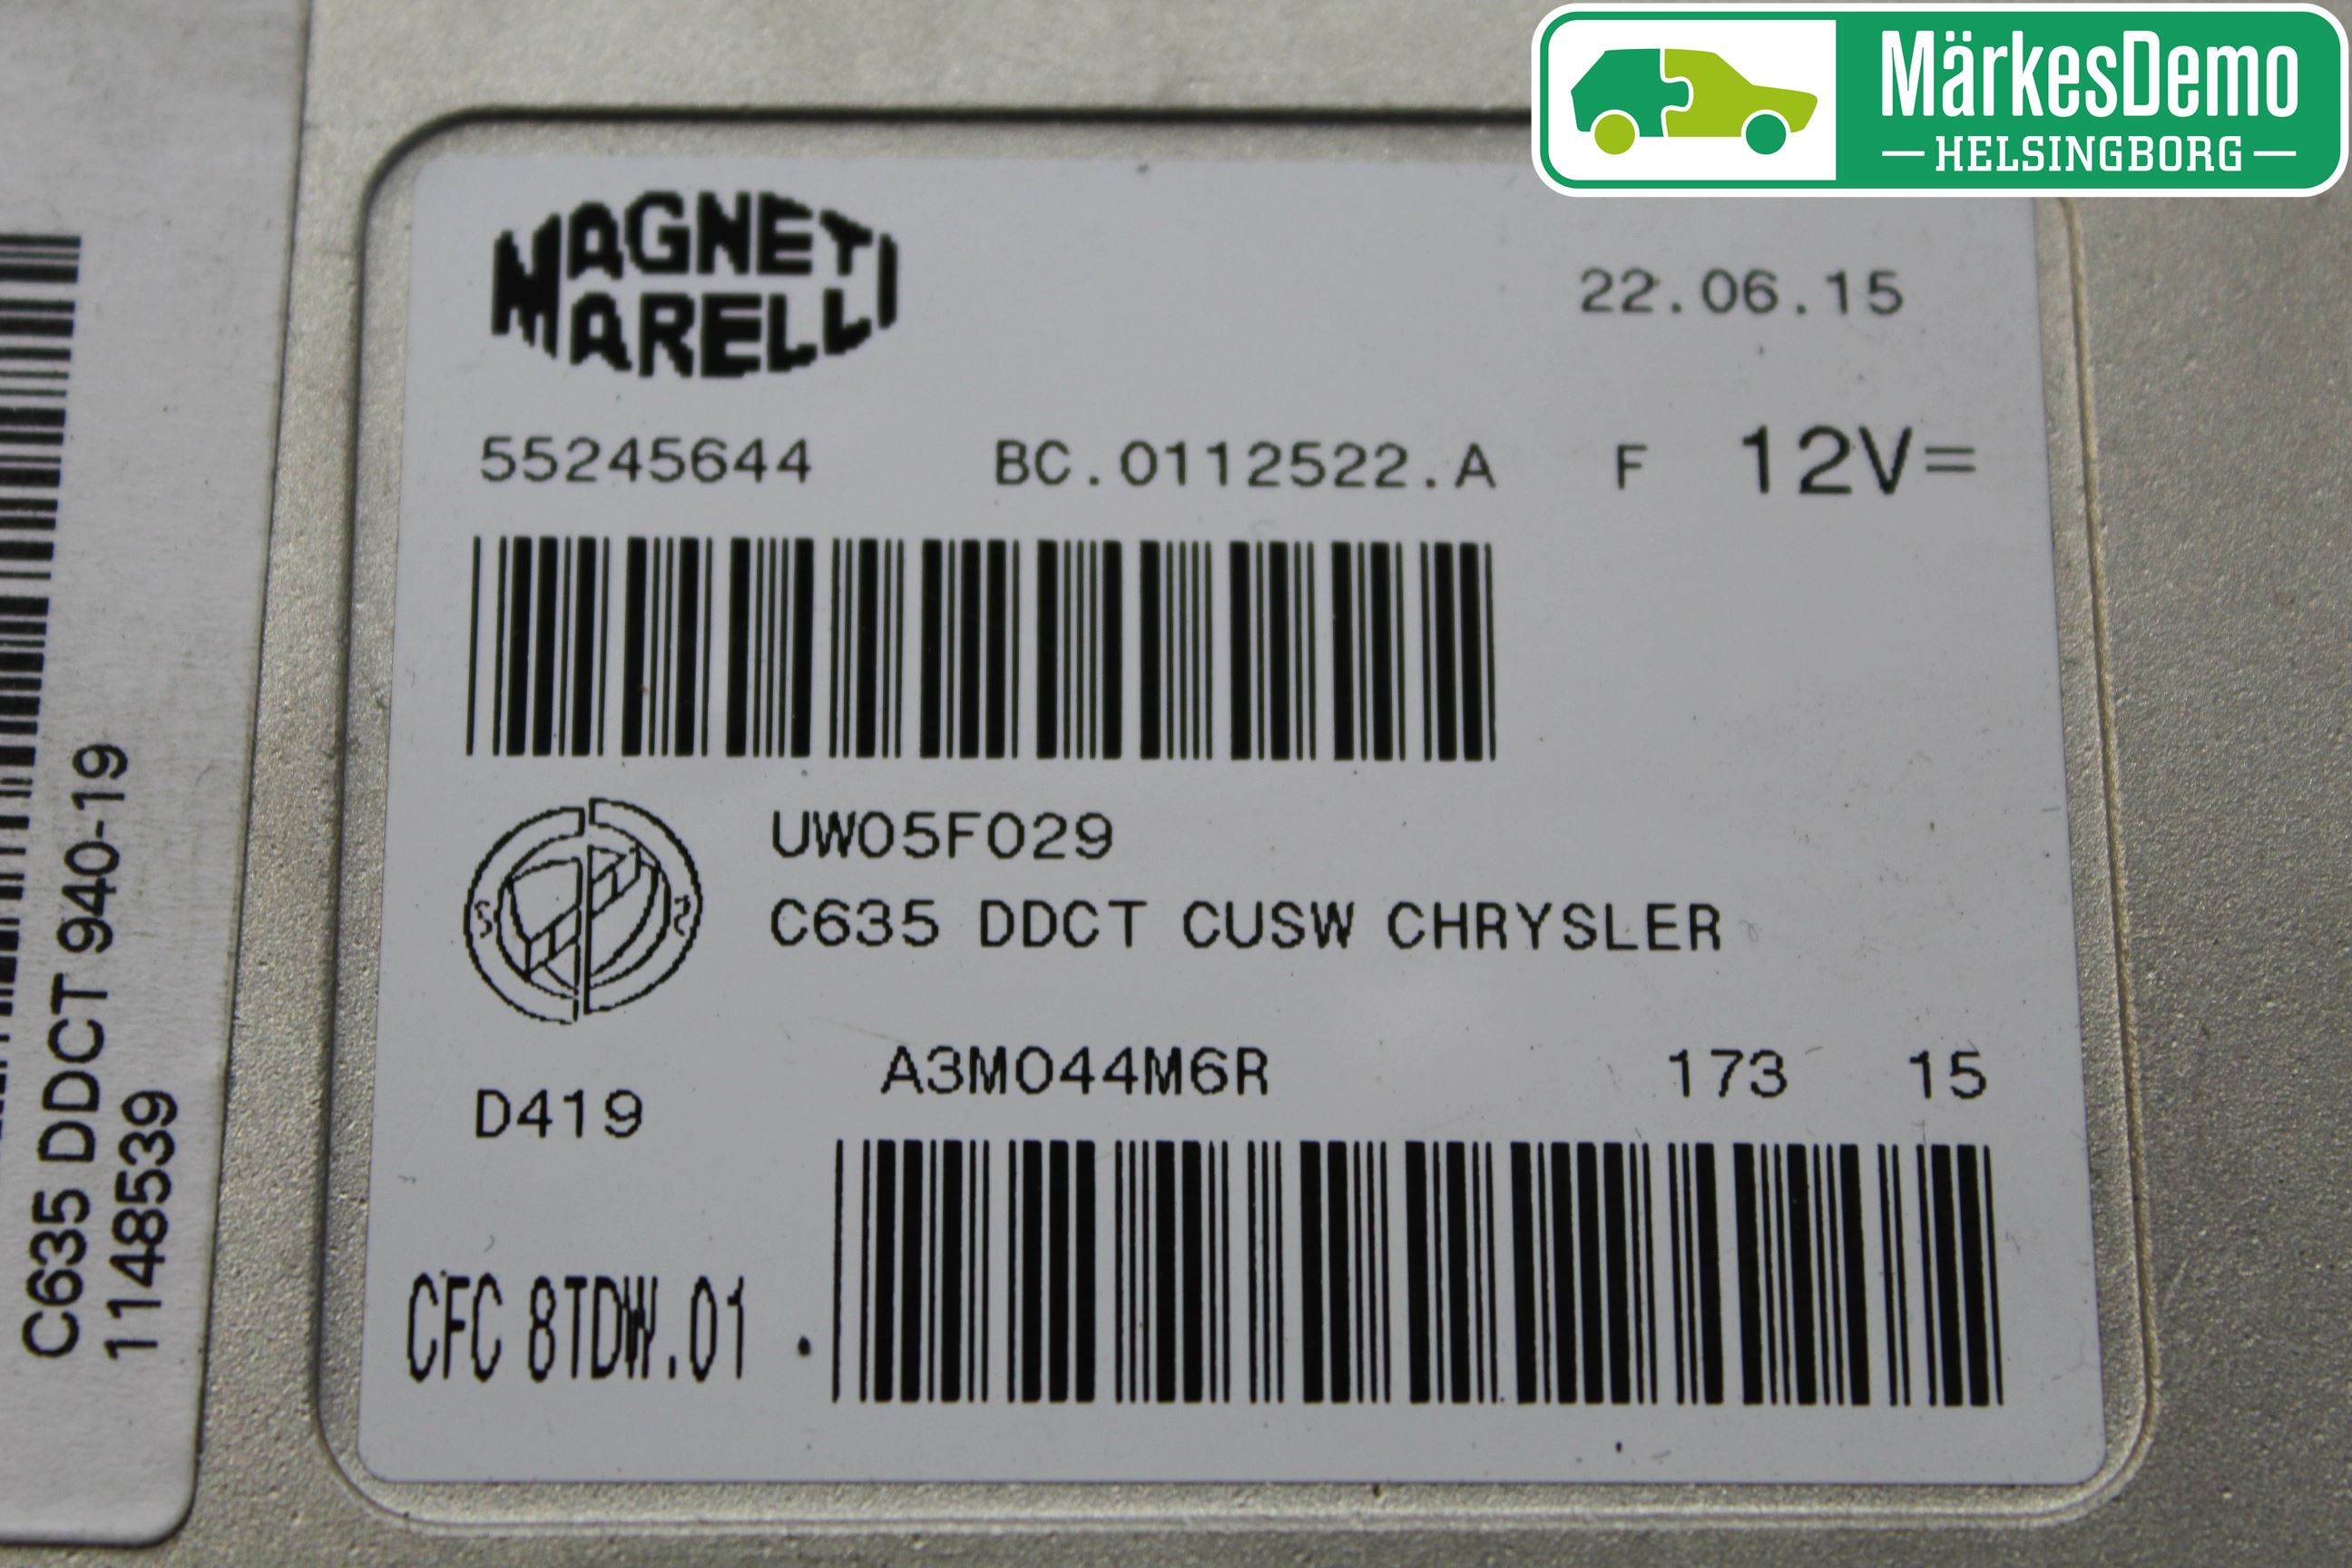 MärkesDemo
HELSINGBORG
MAGNETI
MARELLI
22.06.15
55245644 BC.0112522.A F 12V=
UW05F029
C635 DDCT CUSW CHRYSLER
A3M044M6R 173 15
D419
CFC 8TDW.01 .
C635 DDCT 940-19
1148539